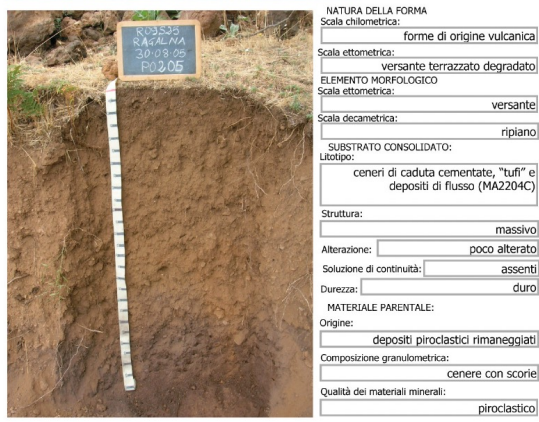 R09525
RAGALNA
30-08-05
P0205
NATURA DELLA FORMA
Scala chilometrica:
forme di origine vulcanica
Scala ettometrica:
versante terrazzato degradato
ELEMENTO MORFOLOGICO
Scala ettometrica:
versante
Scala decametrica:
ripiano
SUBSTRATO CONSOLIDATO:
Litotipo:
ceneri di caduta cementate, “tufi” e
depositi di flusso (MA2204C)
Struttura:
massivo
Alterazione:
poco alterato
Soluzione di continuità:
assenti
Durezza:
duro
MATERIALE PARENTALE:
Origine:
depositi piroclastici rimaneggiati
Composizione granulometrica:
cenere con scorie
Qualità dei materiali minerali:
piroclastico